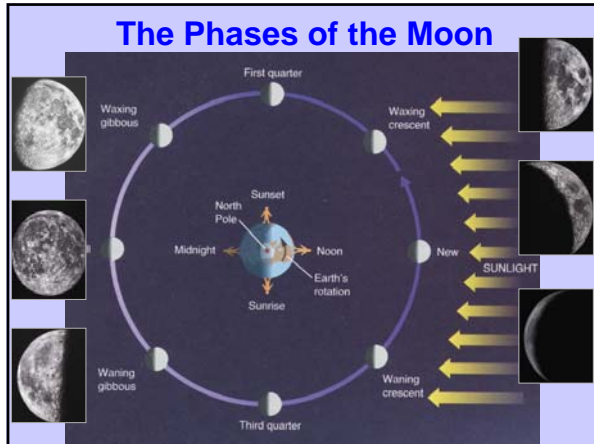 The Phases of the Moon
First quarter
Waxing
gibbous
Waxing
crescent
Sunset
North
Pole
Midnight
Noon
New
SUNLIGHT
Earth's
rotation
Sunrise
Waning
gibbous
Waning
crescent
Third quarter